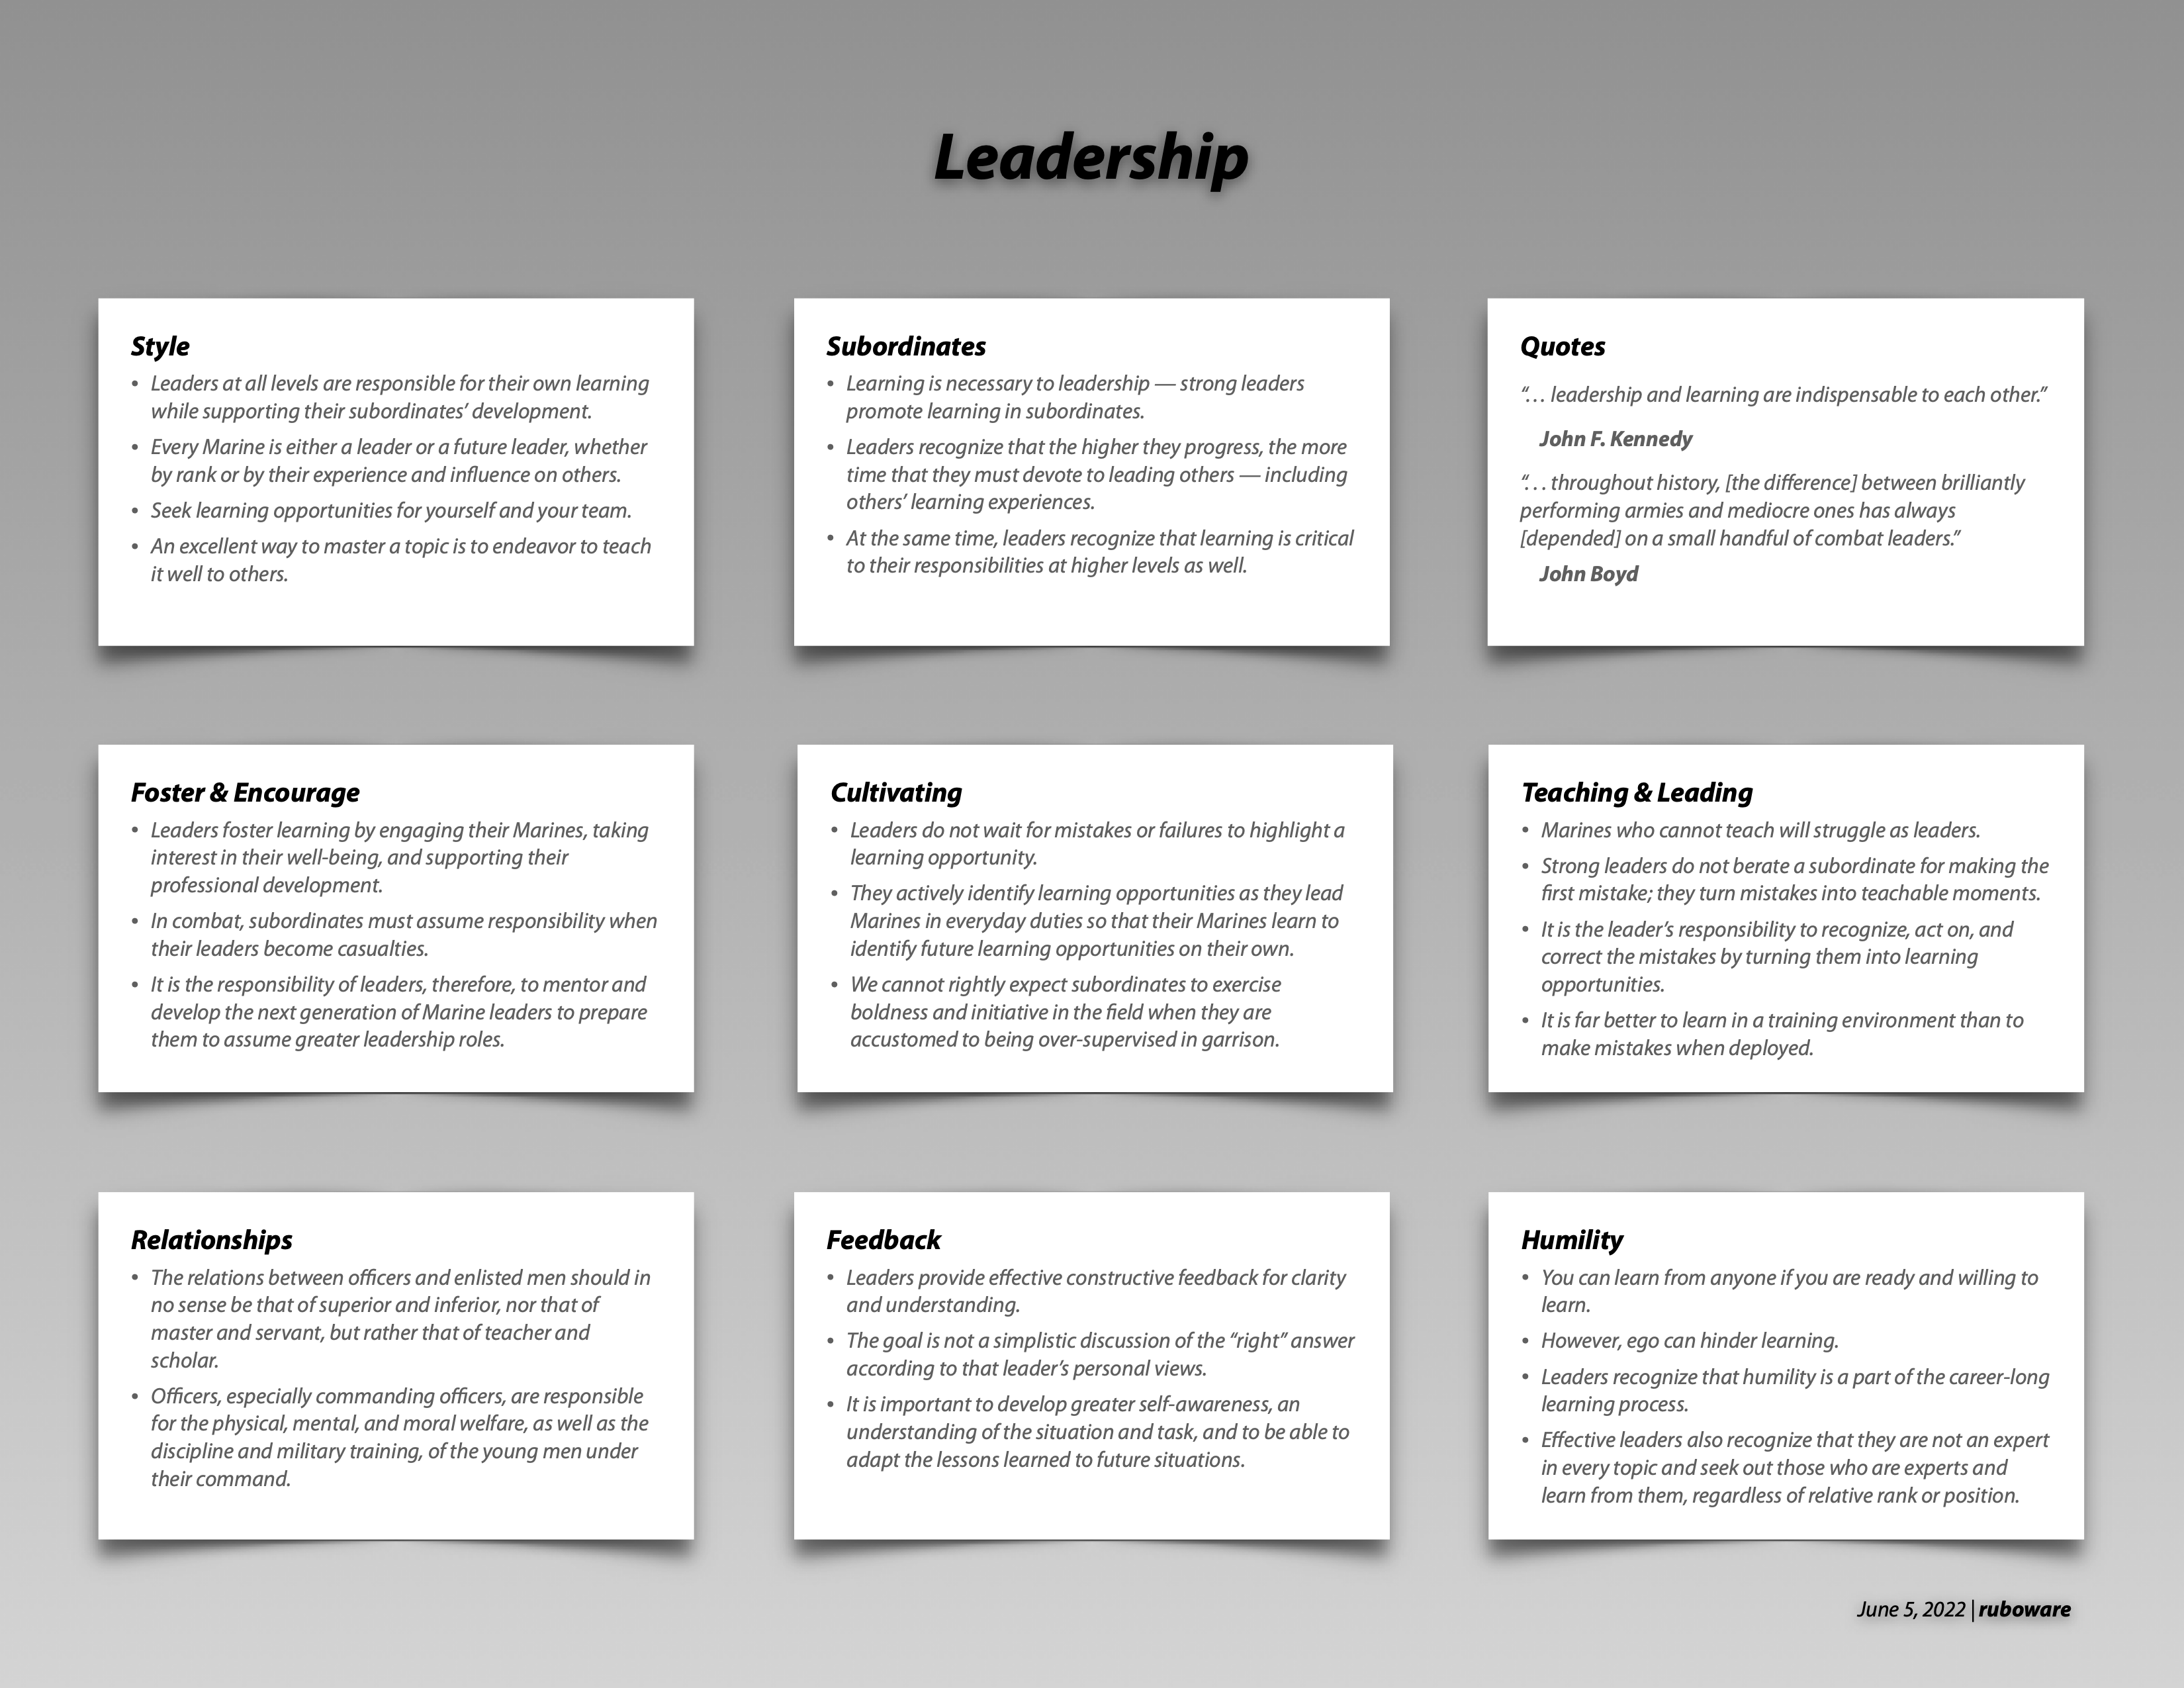 Leadership
Style
• Leaders at all levels are responsible for their own learning
while supporting their subordinates’ development.
• Every Marine is either a leader or a future leader, whether
by rank or by their experience and influence on others.
• Seek learning opportunities for yourself and your team.
• An excellent way to master a topic is to endeavor to teach
it well to others.
Subordinates
• Learning is necessary to leadership — strong leaders
promote learning in subordinates.
• Leaders recognize that the higher they progress, the more
time that they must devote to leading others — including
others’ learning experiences.
• At the same time, leaders recognize that learning is critical
to their responsibilities at higher levels as well.
Quotes
“… leadership and learning are indispensable to each other.”
John F. Kennedy
“… throughout history, [the difference] between brilliantly
performing armies and mediocre ones has always
[depended] on a small handful of combat leaders.”
John Boyd
Foster & Encourage
• Leaders foster learning by engaging their Marines, taking
interest in their well-being, and supporting their
professional development.
• In combat, subordinates must assume responsibility when
their leaders become casualties.
• It is the responsibility of leaders, therefore, to mentor and
develop the next generation of Marine leaders to prepare
them to assume greater leadership roles.
Cultivating
• Leaders do not wait for mistakes or failures to highlight a
learning opportunity.
• They actively identify learning opportunities as they lead
Marines in everyday duties so that their Marines learn to
identify future learning opportunities on their own.
• We cannot rightly expect subordinates to exercise
boldness and initiative in the field when they are
accustomed to being over-supervised in garrison.
Teaching & Leading
• Marines who cannot teach will struggle as leaders.
• Strong leaders do not berate a subordinate for making the
first mistake; they turn mistakes into teachable moments.
• It is the leader’s responsibility to recognize, act on, and
correct the mistakes by turning them into learning
opportunities.
• It is far better to learn in a training environment than to
make mistakes when deployed.
Relationships
• The relations between officers and enlisted men should in
no sense be that of superior and inferior, nor that of
master and servant, but rather that of teacher and
scholar.
• Officers, especially commanding officers, are responsible
for the physical, mental, and moral welfare, as well as the
discipline and military training, of the young men under
their command.
Feedback
• Leaders provide effective constructive feedback for clarity
and understanding.
• The goal is not a simplistic discussion of the “right” answer
according to that leader’s personal views.
• It is important to develop greater self-awareness, an
understanding of the situation and task, and to be able to
adapt the lessons learned to future situations.
Humility
• You can learn from anyone if you are ready and willing to
learn.
• However, ego can hinder learning.
• Leaders recognize that humility is a part of the career-long
learning process.
• Effective leaders also recognize that they are not an expert
in every topic and seek out those who are experts and
learn from them, regardless of relative rank or position.
June 5, 2022 | ruboware